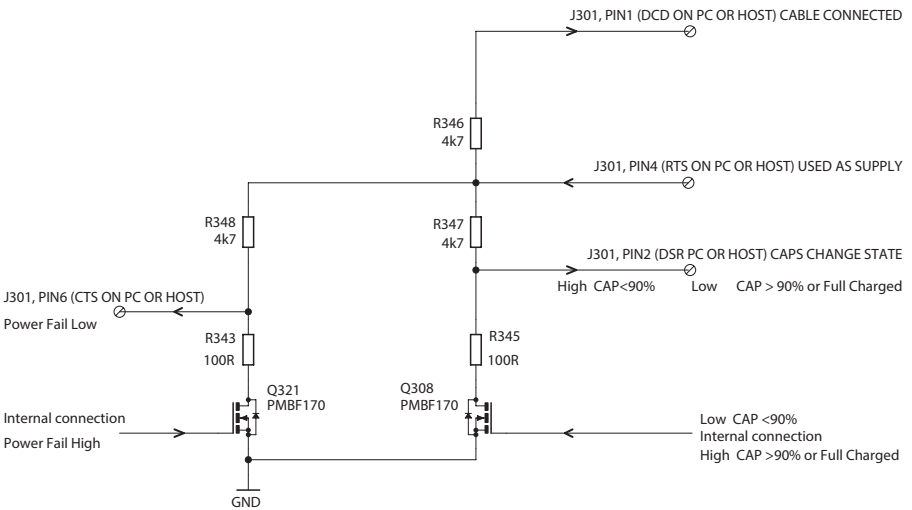 J301, PIN1 (DCD ON PC OR HOST) CABLE CONNECTED
R346
4k7
J301, PIN4 (RTS ON PC OR HOST) USED AS SUPPLY
R348
4k7
R347
4k7
J301, PIN2 (DSR PC OR HOST) CAPS CHANGE STATE
High CAP<90% Low CAP > 90% or Full Charged
J301, PIN6 (CTS ON PC OR HOST)
Power Fail Low
R343
100R
R345
100R
Q321
PMBF170
Q308
PMBF170
Internal connection
Power Fail High
Low CAP <90%
Internal connection
High CAP >90% or Full Charged
GND